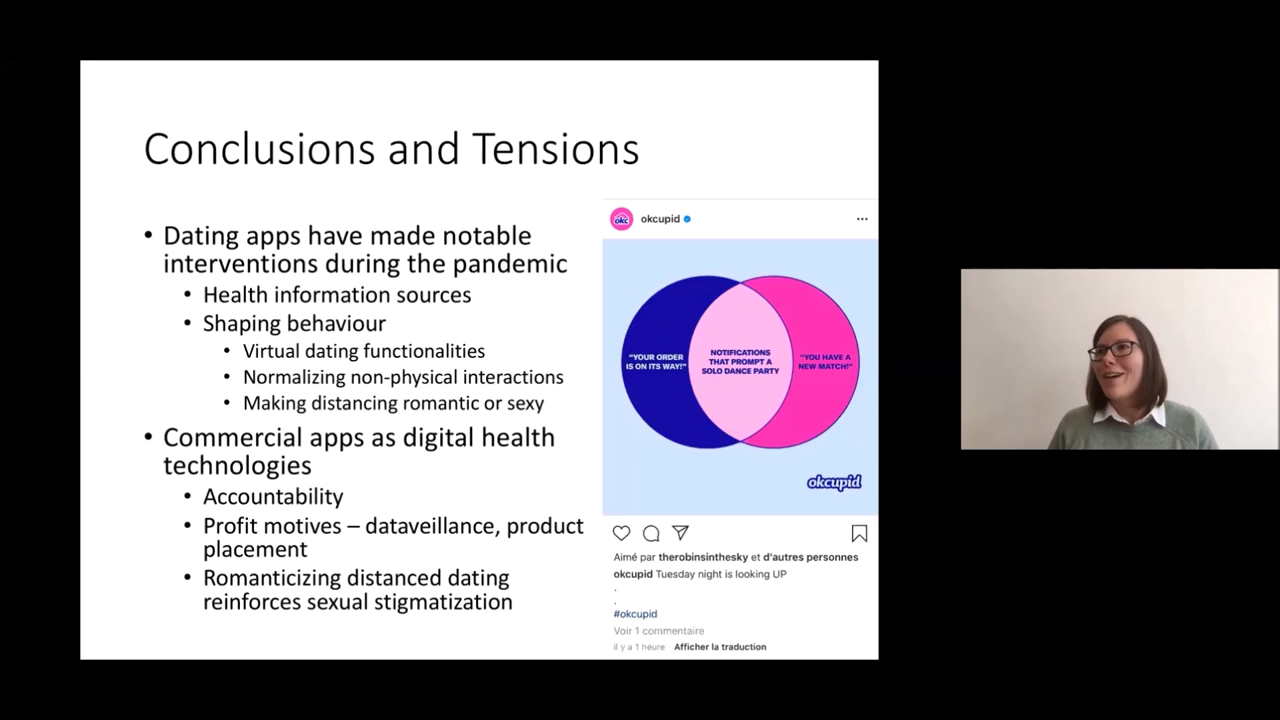 Conclusions and Tensions
• Dating apps have made notable
interventions during the pandemic
• Health information sources
• Shaping behaviour
• Virtual dating functionalities
• Normalizing non-physical interactions
• Making distancing romantic or sexy
• Commercial apps as digital health
technologies
• Accountability
• Profit motives – dataveillance, product
placement
• Romanticizing distanced dating
reinforces sexual stigmatization
okc
okcupid
"YOUR ORDER
IS ON ITS WAY!"
NOTIFICATIONS
THAT PROMPT A
SOLO DANCE PARTY
"YOU HAVE A
NEW MATCH!"
okcupid
Aimé par therobinsinthesky et d'autres personnes
okcupid Tuesday night is looking UP
.
.
#okcupid
Voir 1 commentaire
il y a 1 heure · Afficher la traduction